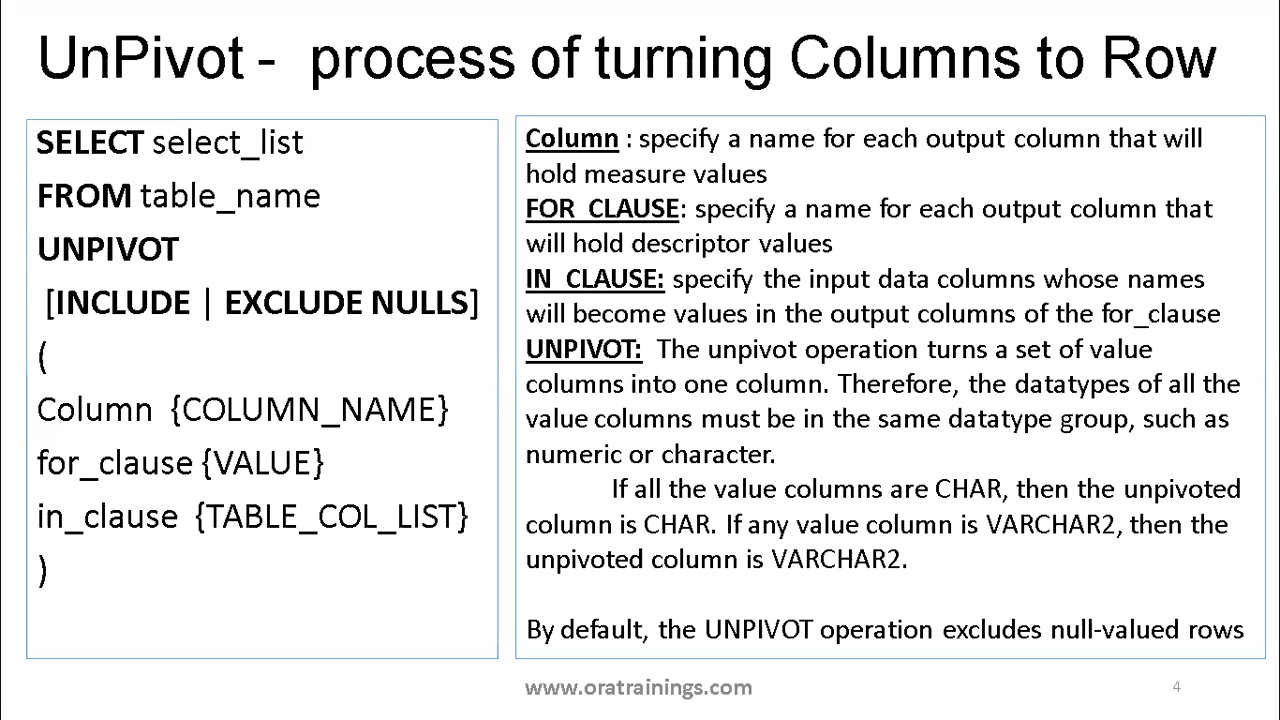 UnPivot - process of turning Columns to Row
SELECT select_list
FROM table_name
UNPIVOT
[INCLUDE | EXCLUDE NULLS]
(
Column {COLUMN_NAME}
for_clause {VALUE}
in_clause {TABLE_COL_LIST}
)
Column : specify a name for each output column that will
hold measure values
FOR CLAUSE: specify a name for each output column that
will hold descriptor values
IN CLAUSE: specify the input data columns whose names
will become values in the output columns of the for_clause
UNPIVOT: The unpivot operation turns a set of value
columns into one column. Therefore, the datatypes of all the
value columns must be in the same datatype group, such as
numeric or character.
If all the value columns are CHAR, then the unpivoted
column is CHAR. If any value column is VARCHAR2, then the
unpivoted column is VARCHAR2.
By default, the UNPIVOT operation excludes null-valued rows
www.oratrainings.com
4